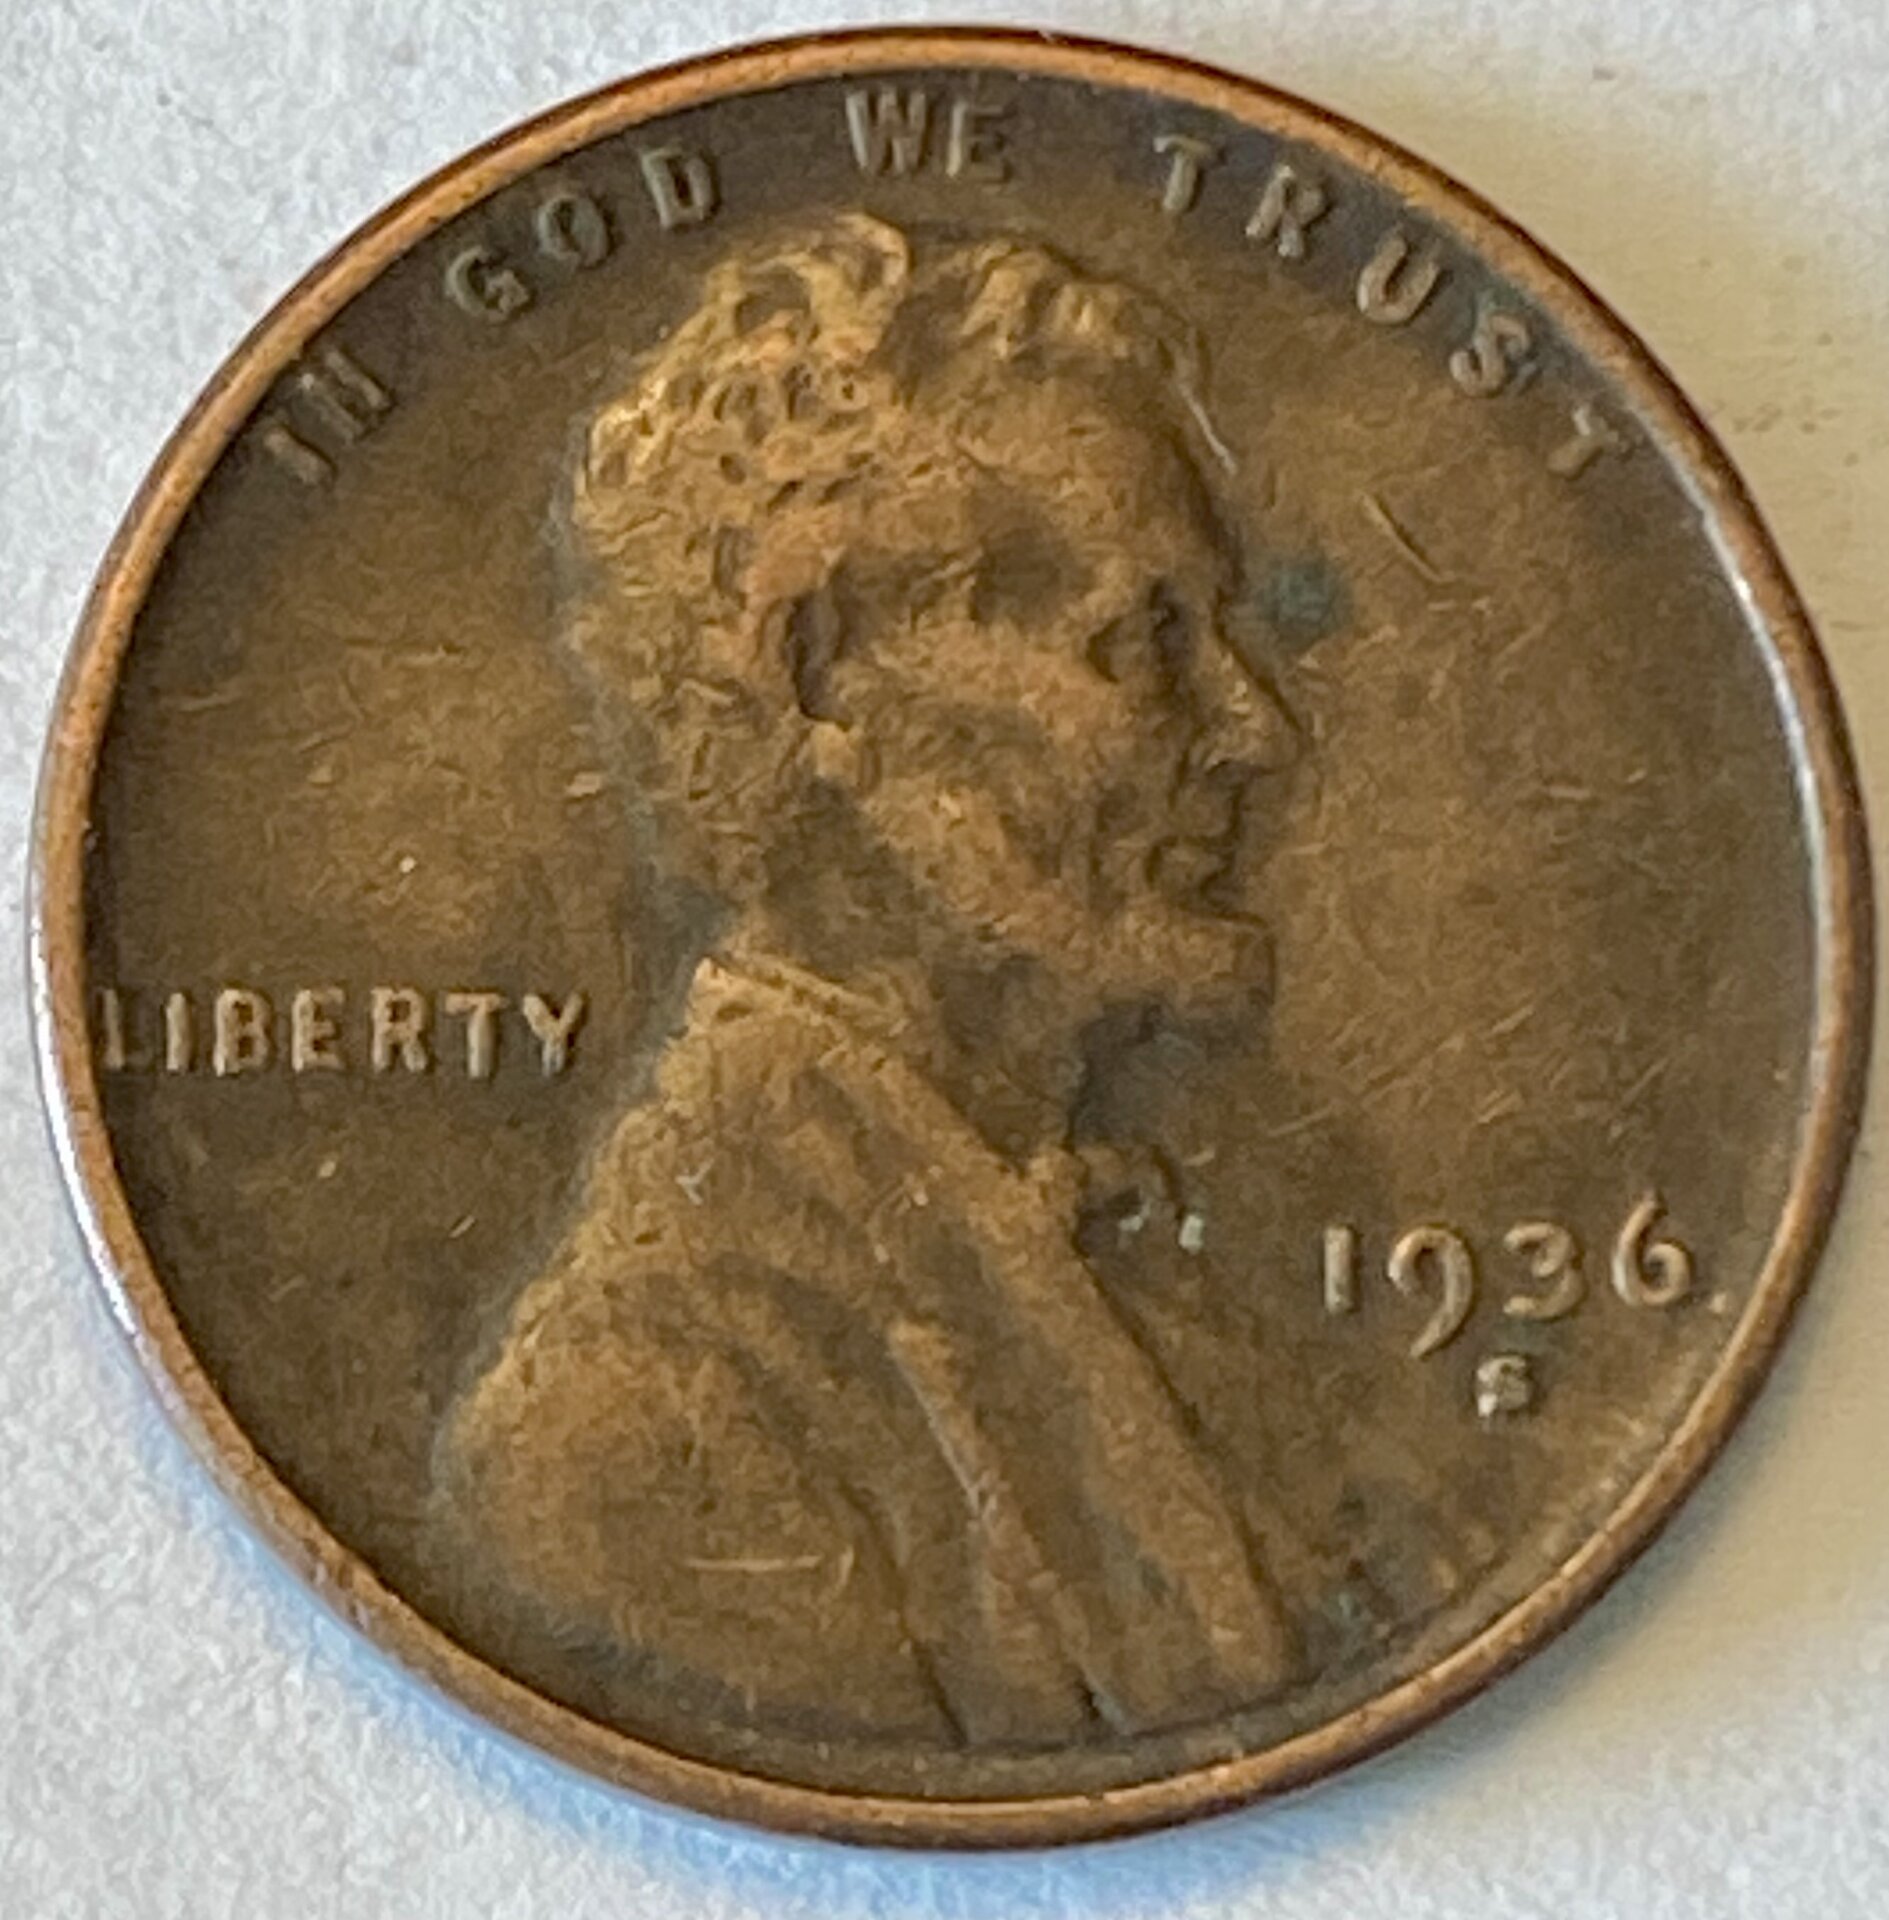 IN GOD WE TRUST
LIBERTY
1936
S